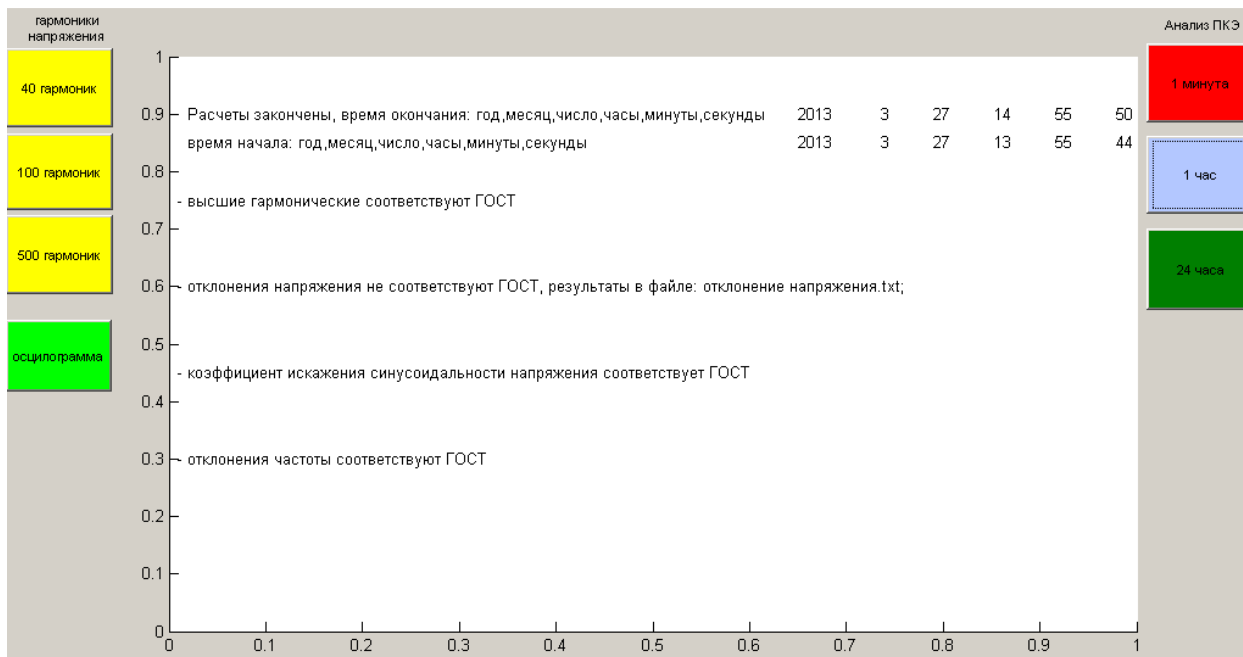 гармоники
напряжения
40 гармоник
100 гармоник
500 гармоник
осцилограмма
1
0.9
0.8
0.7
0.6
0.5
0.4
0.3
0.2
0.1
0
Расчеты закончены, время окончания: год,месяц,число,часы,минуты,секунды 2013 3 27 14 55 50
время начала: год,месяц,число,часы,минуты,секунды 2013 3 27 13 55 44
- высшие гармонические соответствуют ГОСТ
- отклонения напряжения не соответствуют ГОСТ, результаты в файле: отклонение напряжения.txt;
- коэффициент искажения синусоидальности напряжения соответствует ГОСТ
- отклонения частоты соответствуют ГОСТ
0 0.1 0.2 0.3 0.4 0.5 0.6 0.7 0.8 0.9 1
Анализ ПКЭ
1 минута
1 час
24 часа